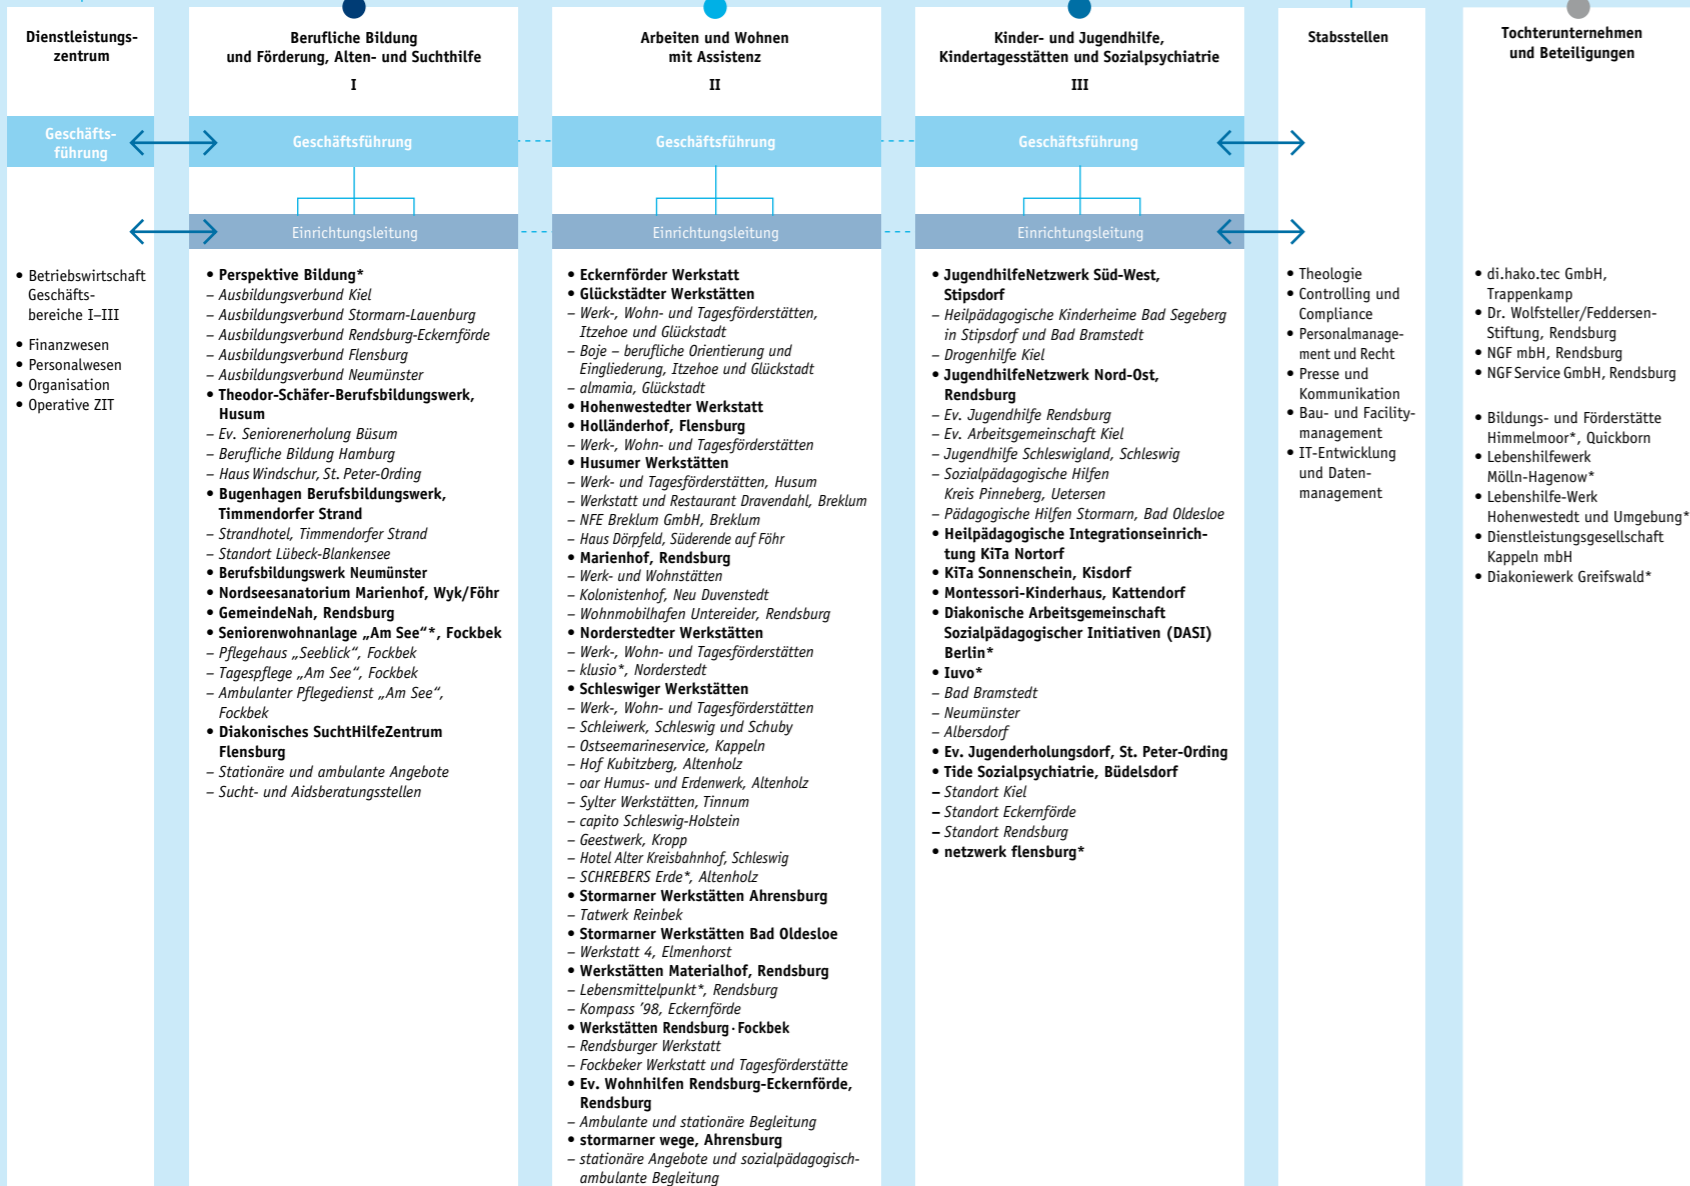 Dienstleistungs-
zentrum
Geschäfts-
führung
• Betriebswirtschaft
Geschäfts-
bereiche I–III
• Finanzwesen
• Personalwesen
• Organisation
• Operative ZIT
Berufliche Bildung
und Förderung, Alten- und Suchthilfe
I
Geschäftsführung
Einrichtungsleitung
• Perspektive Bildung*
– Ausbildungsverbund Kiel
– Ausbildungsverbund Stormarn-Lauenburg
– Ausbildungsverbund Rendsburg-Eckernförde
– Ausbildungsverbund Flensburg
– Ausbildungsverbund Neumünster
• Theodor-Schäfer-Berufsbildungswerk,
Husum
– Ev. Seniorenerholung Büsum
– Berufliche Bildung Hamburg
– Haus Windschur, St. Peter-Ording
• Bugenhagen Berufsbildungswerk,
Timmendorfer Strand
– Strandhotel, Timmendorfer Strand
– Standort Lübeck-Blankensee
• Berufsbildungswerk Neumünster
• Nordseesanatorium Marienhof, Wyk/Föhr
• GemeindeNah, Rendsburg
• Seniorenwohnanlage „Am See“*, Fockbek
– Pflegehaus „Seeblick“, Fockbek
– Tagespflege „Am See“, Fockbek
– Ambulanter Pflegedienst „Am See“,
Fockbek
• Diakonisches SuchtHilfeZentrum
Flensburg
– Stationäre und ambulante Angebote
– Sucht- und Aidsberatungsstellen
Arbeiten und Wohnen
mit Assistenz
II
Geschäftsführung
Einrichtungsleitung
• Eckernförder Werkstatt
• Glückstädter Werkstätten
– Werk-, Wohn- und Tagesförderstätten,
Itzehoe und Glückstadt
– Boje – berufliche Orientierung und
Eingliederung, Itzehoe und Glückstadt
– almamia, Glückstadt
• Hohenwestedter Werkstatt
• Holländerhof, Flensburg
– Werk-, Wohn- und Tagesförderstätten
• Husumer Werkstätten
– Werk- und Tagesförderstätten, Husum
– Werkstatt und Restaurant Dravendahl, Breklum
– NFE Breklum GmbH, Breklum
– Haus Dörpfeld, Süderende auf Föhr
• Marienhof, Rendsburg
– Werk- und Wohnstätten
– Kolonistenhof, Neu Duvenstedt
– Wohnmobilhafen Untereider, Rendsburg
• Norderstedter Werkstätten
– Werk-, Wohn- und Tagesförderstätten
– klusio*, Norderstedt
• Schleswiger Werkstätten
– Werk-, Wohn- und Tagesförderstätten
– Schleiwerk, Schleswig und Schuby
– Ostseemarineservice, Kappeln
– Hof Kubitzberg, Altenholz
– oar Humus- und Erdenwerk, Altenholz
– Sylter Werkstätten, Tinnum
– capito Schleswig-Holstein
– Geestwerk, Kropp
– Hotel Alter Kreisbahnhof, Schleswig
– SCHREBERS Erde*, Altenholz
• Stormarner Werkstätten Ahrensburg
– Tatwerk Reinbek
• Stormarner Werkstätten Bad Oldesloe
– Werkstatt 4, Elmenhorst
• Werkstätten Materialhof, Rendsburg
– Lebensmittelpunkt*, Rendsburg
– Kompass ’98, Eckernförde
• Werkstätten Rendsburg · Fockbek
– Rendsburger Werkstatt
– Fockbeker Werkstatt und Tagesförderstätte
• Ev. Wohnhilfen Rendsburg-Eckernförde,
Rendsburg
– Ambulante und stationäre Begleitung
• stormarner wege, Ahrensburg
– stationäre Angebote und sozialpädagogisch-
ambulante Begleitung
Kinder- und Jugendhilfe,
Kindertagesstätten und Sozialpsychiatrie
III
Geschäftsführung
Einrichtungsleitung
• JugendhilfeNetzwerk Süd-West,
Stipsdorf
– Heilpädagogische Kinderheime Bad Segeberg
in Stipsdorf und Bad Bramstedt
– Drogenhilfe Kiel
• JugendhilfeNetzwerk Nord-Ost,
Rendsburg
– Ev. Jugendhilfe Rendsburg
– Ev. Arbeitsgemeinschaft Kiel
– Jugendhilfe Schleswigland, Schleswig
– Sozialpädagogische Hilfen
Kreis Pinneberg, Uetersen
– Pädagogische Hilfen Stormarn, Bad Oldesloe
• Heilpädagogische Integrationseinrich-
tung KiTa Nortorf
• KiTa Sonnenschein, Kisdorf
• Montessori-Kinderhaus, Kattendorf
• Diakonische Arbeitsgemeinschaft
Sozialpädagogischer Initiativen (DASI)
Berlin*
• Iuvo*
– Bad Bramstedt
– Neumünster
– Albersdorf
• Ev. Jugenderholungsdorf, St. Peter-Ording
• Tide Sozialpsychiatrie, Büdelsdorf
– Standort Kiel
– Standort Eckernförde
– Standort Rendsburg
• netzwerk flensburg*
Stabsstellen
• Theologie
• Controlling und
Compliance
• Personalmanage-
ment und Recht
• Presse und
Kommunikation
• Bau- und Facility-
management
• IT-Entwicklung
und Daten-
management
Tochterunternehmen
und Beteiligungen
• di.hako.tec GmbH,
Trappenkamp
• Dr. Wolfsteller/Feddersen-
Stiftung, Rendsburg
• NGF mbH, Rendsburg
• NGF Service GmbH, Rendsburg
• Bildungs- und Förderstätte
Himmelmoor*, Quickborn
• Lebenshilfewerk
Mölln-Hagenow*
• Lebenshilfe-Werk
Hohenwestedt und Umgebung*
• Dienstleistungsgesellschaft
Kappeln mbH
• Diakoniewerk Greifswald*